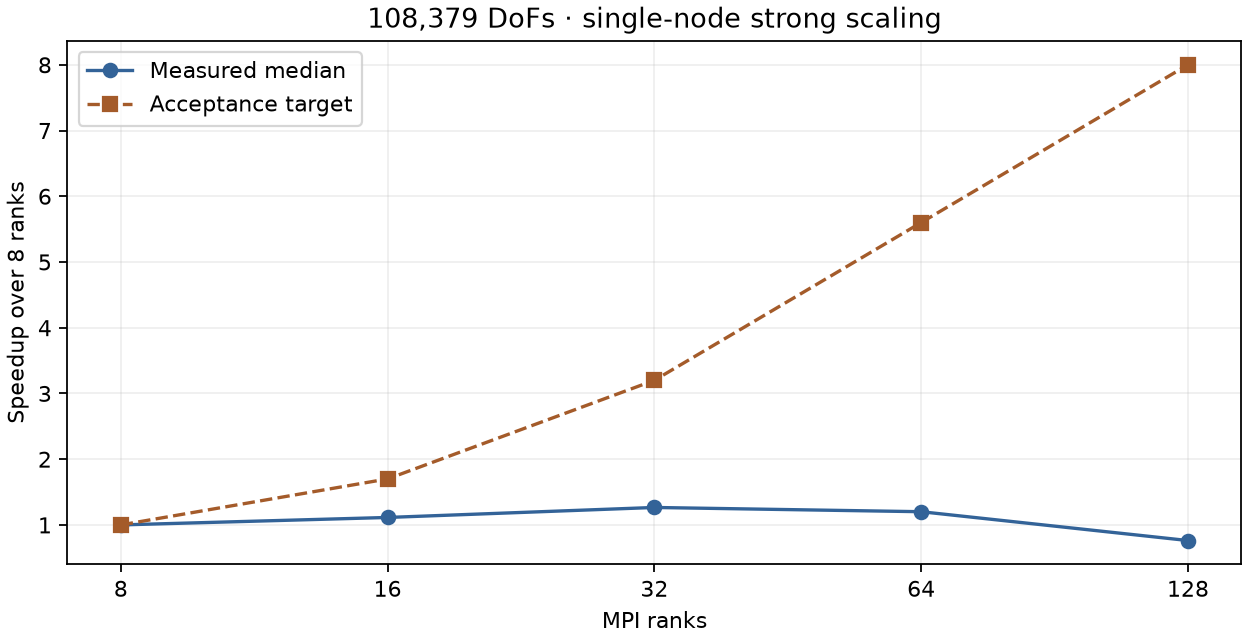 108,379 DoFs · single-node strong scaling
Measured median
Acceptance target
Speedup over 8 ranks
8
7
6
5
4
3
2
1
8 16 32 64 128
MPI ranks